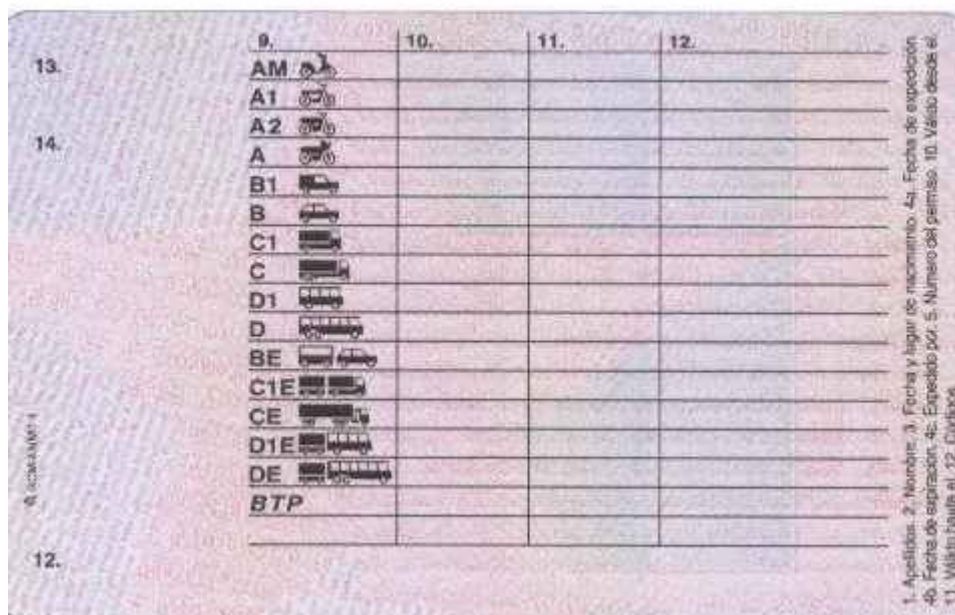 9. 10. 11. 12.
13.
AM
A1
A2
14.
A
B1
B
C1
C
D1
D
BE
C1E
CE
D1E
DE
BTP
12.
1. Apellidos. 2. Nombre. 3. Fecha y lugar de nacimiento. 4a. Fecha de expedición.
4b. Fecha de expiración. 4c. Expedido por. 5. Número del permiso. 10. Válido desde el.
11. Válido hasta el. 12. Códigos.